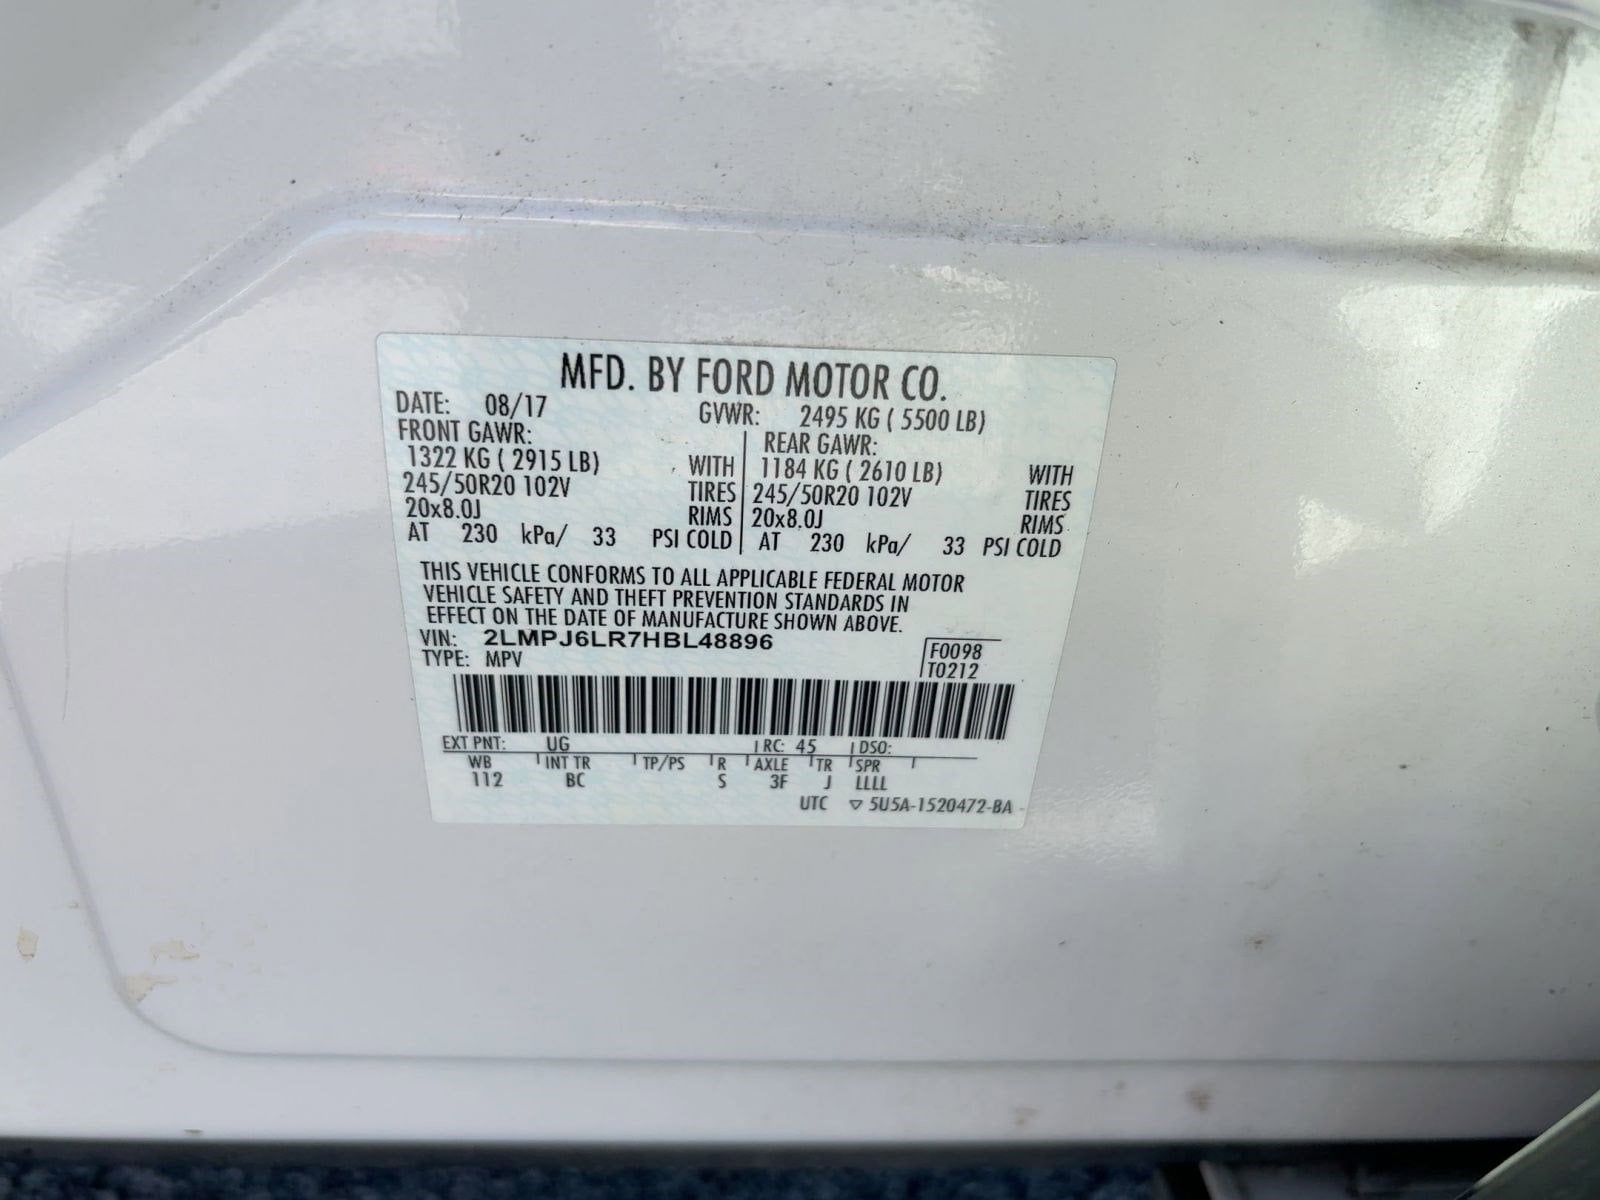 MFD. BY FORD MOTOR CO.
DATE: 08/17 GVWR: 2495 KG ( 5500 LB)
FRONT GAWR: REAR GAWR:
1322 KG ( 2915 LB) WITH 1184 KG ( 2610 LB) WITH
245/50R20 102V TIRES 245/50R20 102V TIRES
20x8.0J RIMS 20x8.0J RIMS
AT 230 kPa/ 33 PSI COLD AT 230 kPa/ 33 PSI COLD
THIS VEHICLE CONFORMS TO ALL APPLICABLE FEDERAL MOTOR
VEHICLE SAFETY AND THEFT PREVENTION STANDARDS IN
EFFECT ON THE DATE OF MANUFACTURE SHOWN ABOVE.
VIN: 2LMPJ6LR7HBL48896 F0098
TYPE: MPV T0212
EXT PNT: UG RC: 45 DSO:
WB INT TR TP/PS R AXLE TR SPR
112 BC S 3F J LLLL
UTC ▽ 5U5A-1520472-BA